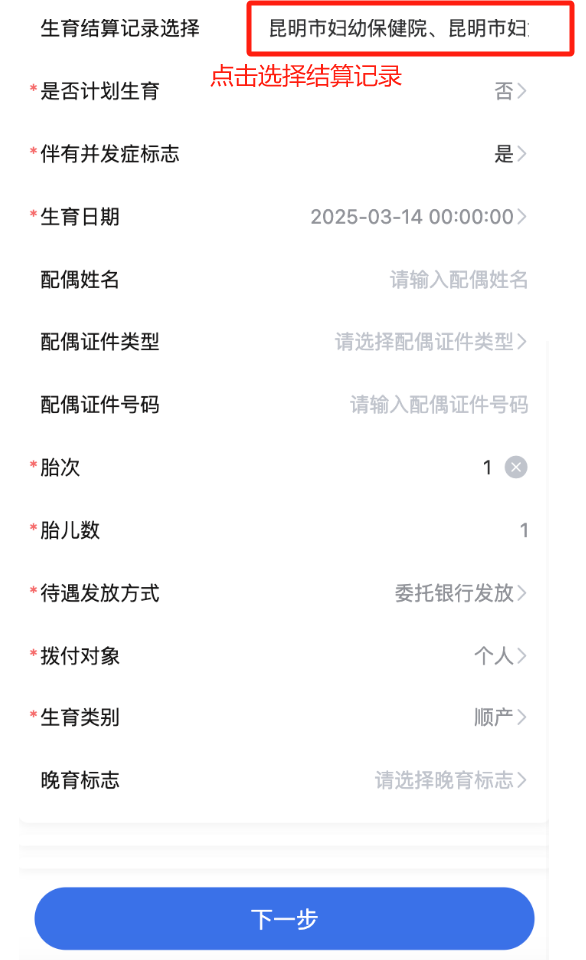 生育结算记录选择 昆明市妇幼保健院、昆明市妇
点击选择结算记录
*是否计划生育 否
*伴有并发症标志 是
*生育日期 2025-03-14 00:00:00
配偶姓名 请输入配偶姓名
配偶证件类型 请选择配偶证件类型
配偶证件号码 请输入配偶证件号码
*胎次 1
*胎儿数 1
*待遇发放方式 委托银行发放
*拨付对象 个人
*生育类别 顺产
晚育标志 请选择晚育标志
下一步